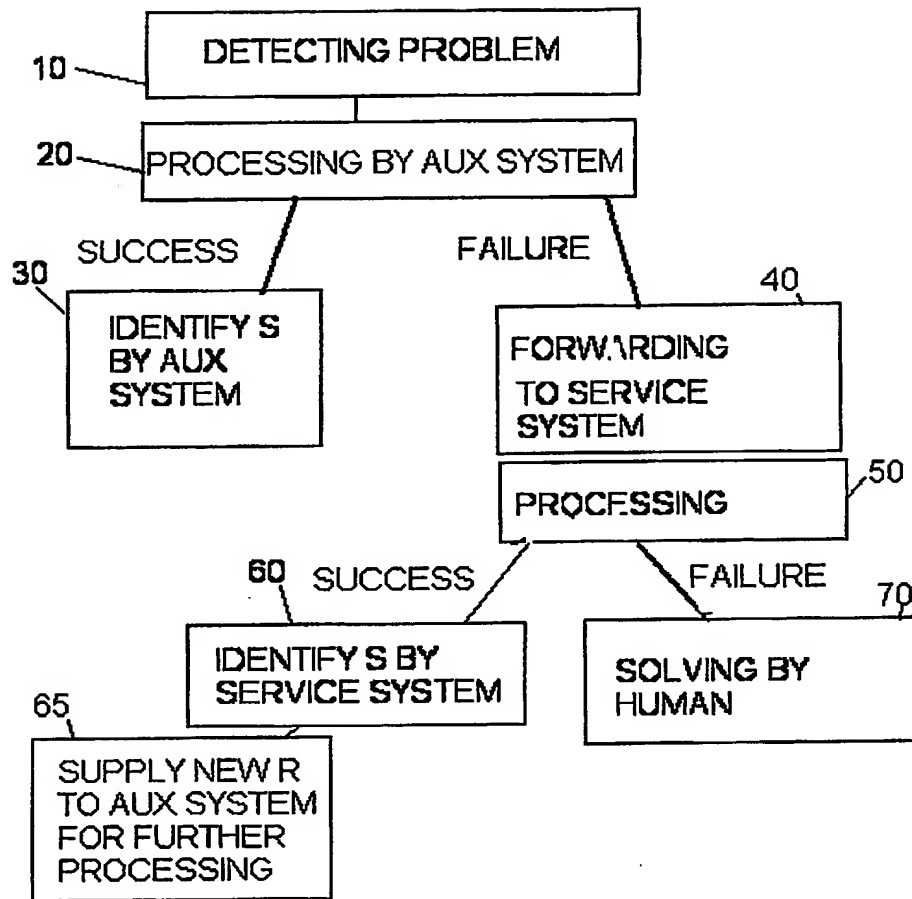 DETECTING PROBLEM
10
20
PROCESSING BY AUX SYSTEM
SUCCESS
FAILURE
30
40
IDENTIFY S
BY AUX
SYSTEM
FORWARDING
TO SERVICE
SYSTEM
50
PROCESSING
60
SUCCESS
FAILURE
70
IDENTIFY S BY
SERVICE SYSTEM
SOLVING BY
HUMAN
65
SUPPLY NEW R
TO AUX SYSTEM
FOR FURTHER
PROCESSING